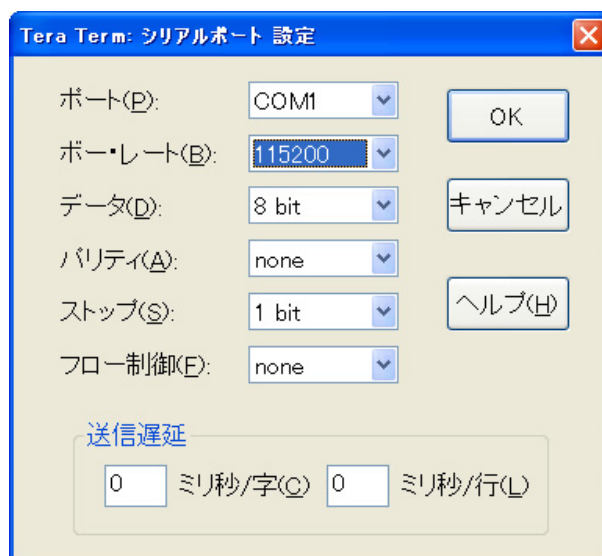 Tera Term: シリアルポート 設定
ポート(P): COM1
OK
ボー・レート(B): 115200
データ(D): 8 bit
キャンセル
パリティ(A): none
ストップ(S): 1 bit
ヘルプ(H)
フロー制御(F): none
送信遅延
0 ミリ秒/字(C) 0 ミリ秒/行(L)